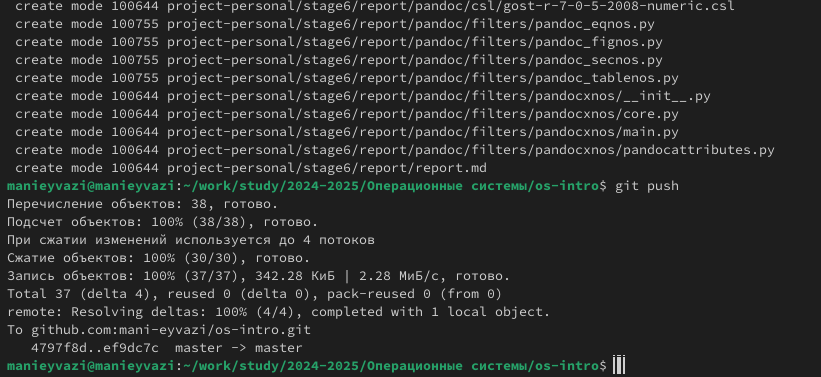 create mode 100644 project-personal/stage6/report/pandoc/csl/gost-r-7-0-5-2008-numeric.csl
create mode 100755 project-personal/stage6/report/pandoc/filters/pandoc_eqnos.py
create mode 100755 project-personal/stage6/report/pandoc/filters/pandoc_fignos.py
create mode 100755 project-personal/stage6/report/pandoc/filters/pandoc_secnos.py
create mode 100755 project-personal/stage6/report/pandoc/filters/pandoc_tablenos.py
create mode 100644 project-personal/stage6/report/pandoc/filters/pandocxnos/__init__.py
create mode 100644 project-personal/stage6/report/pandoc/filters/pandocxnos/core.py
create mode 100644 project-personal/stage6/report/pandoc/filters/pandocxnos/main.py
create mode 100644 project-personal/stage6/report/pandoc/filters/pandocxnos/pandocattributes.py
create mode 100644 project-personal/stage6/report/report.md
manieyvazi@manieyvazi:~/work/study/2024-2025/Операционные системы/os-intro$ git push
Перечисление объектов: 38, готово.
Подсчет объектов: 100% (38/38), готово.
При сжатии изменений используется до 4 потоков
Сжатие объектов: 100% (30/30), готово.
Запись объектов: 100% (37/37), 342.28 КиБ | 2.28 МиБ/с, готово.
Total 37 (delta 4), reused 0 (delta 0), pack-reused 0 (from 0)
remote: Resolving deltas: 100% (4/4), completed with 1 local object.
To github.com:mani-eyvazi/os-intro.git
4797f8d..ef9dc7c  master -> master
manieyvazi@manieyvazi:~/work/study/2024-2025/Операционные системы/os-intro$